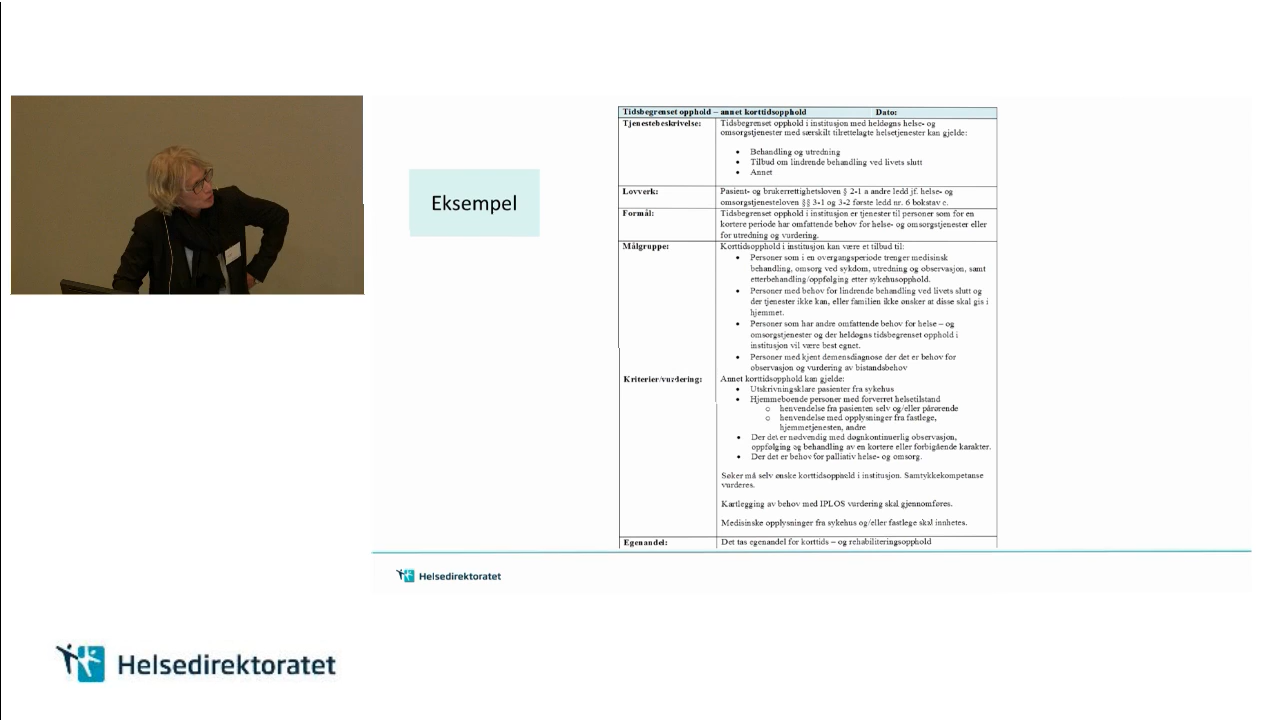 Eksempel
Tidsbegrenset opphold – annet korttidsopphold Dato:
Tjenestebeskrivelse: Tidsbegrenset opphold i institusjon med heldøgns helse- og
omsorgstjenester med særskilt tilrettelagte helsetjenester kan gjelde:
• Behandling og utredning
• Tilbud om lindrende behandling ved livets slutt
• Annet
Lovverk: Pasient- og brukerrettighetsloven § 2-1 a andre ledd jf. helse- og
omsorgstjenesteloven §§ 3-1 og 3-2 første ledd nr. 6 bokstav c.
Formål: Tidsbegrenset opphold i institusjon er tjenester til personer som for en
kortere periode har omfattende behov for helse- og omsorgstjenester eller
for utredning og vurdering.
Målgruppe: Korttidsopphold i institusjon kan være et tilbud til:
• Personer som i en overgangsperiode trenger medisinsk
behandling, omsorg ved sykdom, utredning og observasjon, samt
etterbehandling/oppfølging etter sykehusopphold.
• Personer med behov for lindrende behandling ved livets slutt og
der tjenester ikke kan, eller familien ikke ønsker at disse skal gis i
hjemmet.
• Personer som har andre omfattende behov for helse – og
omsorgstjenester og der heldøgns tidsbegrenset opphold i
institusjon vil være best egnet.
• Personer med kjent demensdiagnose der det er behov for
observasjon og vurdering av bistandsbehov
Kriterier/vurdering: Annet korttidsopphold kan gjelde:
• Utskrivningsklare pasienter fra sykehus
• Hjemmeboende personer med forverret helsetilstand
o henvendelse fra pasienten selv og/eller pårørende
o henvendelse med opplysninger fra fastlege,
hjemmetjenesten, andre
• Der det er nødvendig med døgnkontinuerlig observasjon,
oppfølging og behandling av en kortere eller forbigående karakter.
• Der det er behov for palliativ helse- og omsorg.
Søker må selv ønske korttidsopphold i institusjon. Samtykkekompetanse
vurderes.
Kartlegging av behov med IPLOS vurdering skal gjennomføres.
Medisinske opplysninger fra sykehus og/eller fastlege skal innhetes.
Egenandel: Det tas egenandel for korttids – og rehabiliteringsopphold
Helsedirektoratet
Helsedirektoratet